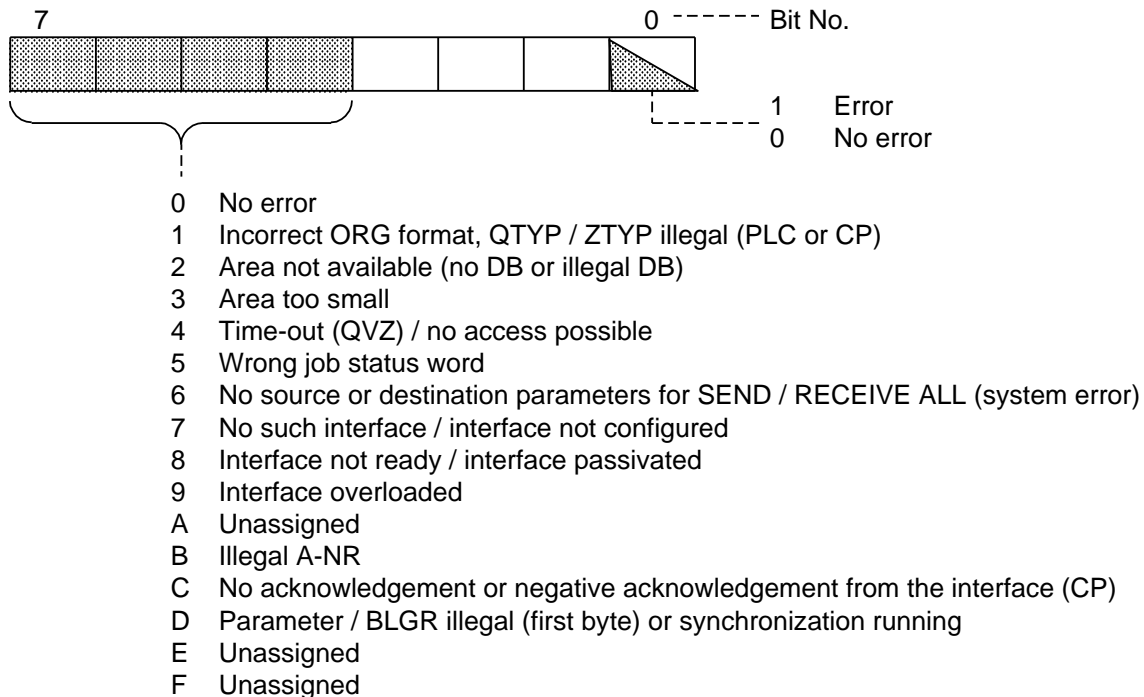 7 0 Bit No.
1 Error
0 No error
0 No error
1 Incorrect ORG format, QTYP / ZTYP illegal (PLC or CP)
2 Area not available (no DB or illegal DB)
3 Area too small
4 Time-out (QVZ) / no access possible
5 Wrong job status word
6 No source or destination parameters for SEND / RECEIVE ALL (system error)
7 No such interface / interface not configured
8 Interface not ready / interface passivated
9 Interface overloaded
A Unassigned
B Illegal A-NR
C No acknowledgement or negative acknowledgement from the interface (CP)
D Parameter / BLGR illegal (first byte) or synchronization running
E Unassigned
F Unassigned